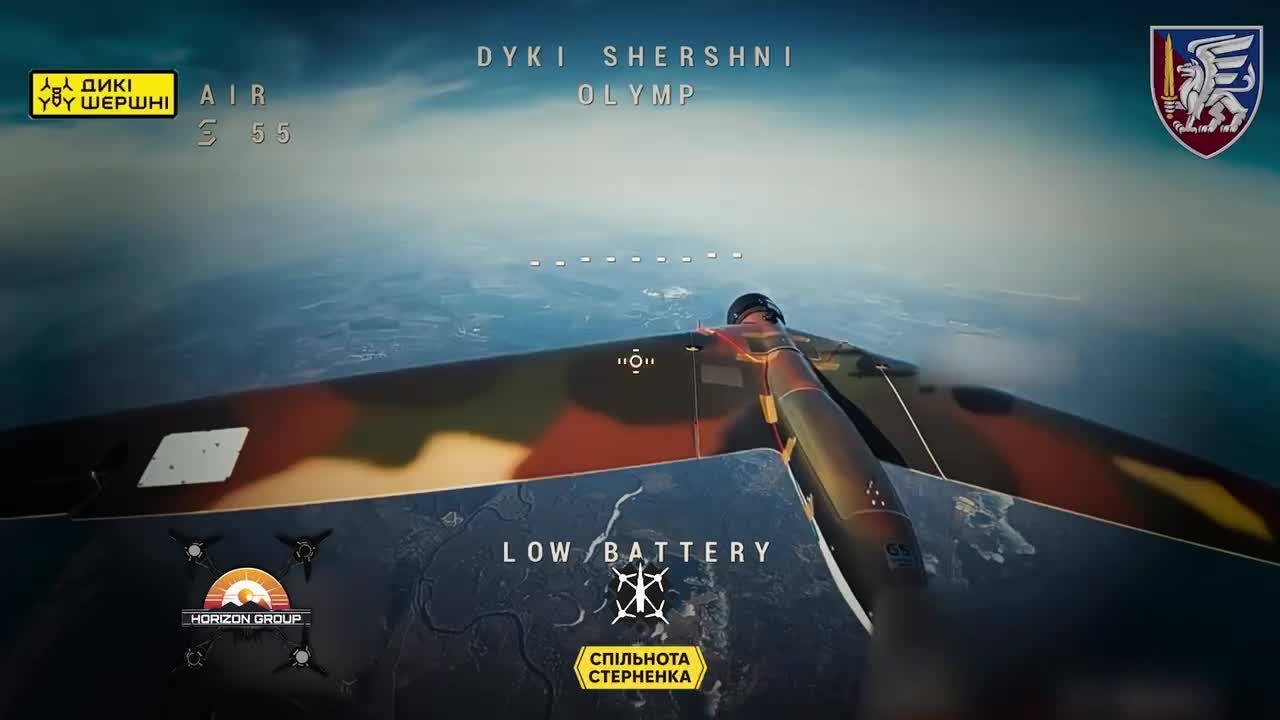 DYKI SHERSHNI
OLYMP
ДИКІ
ШЕРШНІ
AIR
55
LOW BATTERY
HORIZON GROUP
СПІЛЬНОТА
СТЕРНЕНКА